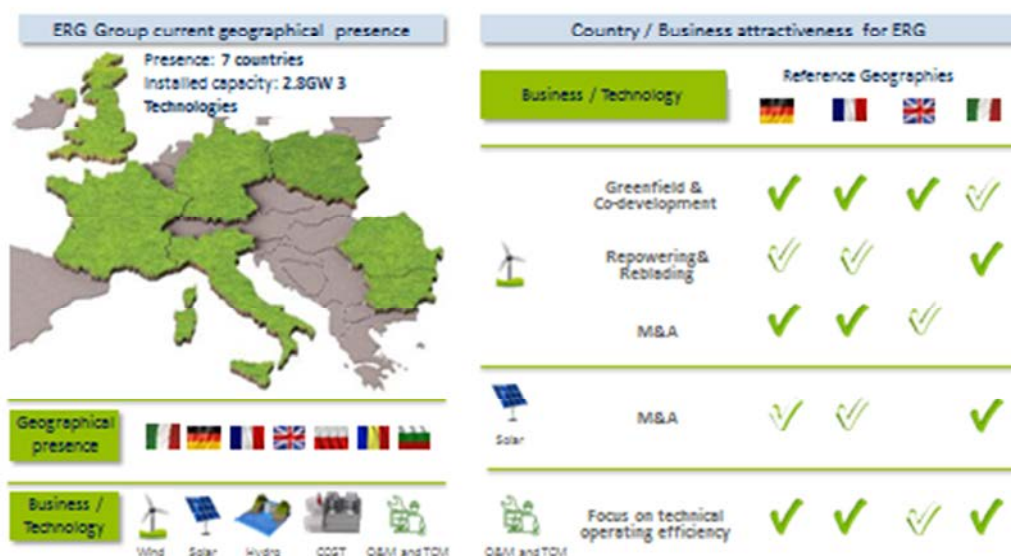 ERG Group current geographical presence
Presence: 7 countries
Installed capacity: 2.8GW 3
Technologies
Geographical
presence
Business /
Technology
Wind
Solar
Hydro
CCGT
O&M and TCM
Country / Business attractiveness for ERG
Business / Technology
Reference Geographies
Greenfield &
Co-development
Repowering &
Reblading
M&A
Solar
M&A
O&M and TCM
Focus on technical
operating efficiency